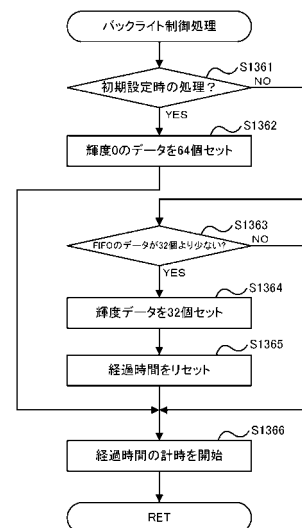 バックライト制御処理
S1361
初期設定時の処理？
NO
YES
S1362
輝度0のデータを64個セット
S1363
FIFOのデータが32個より少ない?
NO
YES
S1364
輝度データを32個セット
S1365
経過時間をリセット
S1366
経過時間の計時を開始
RET